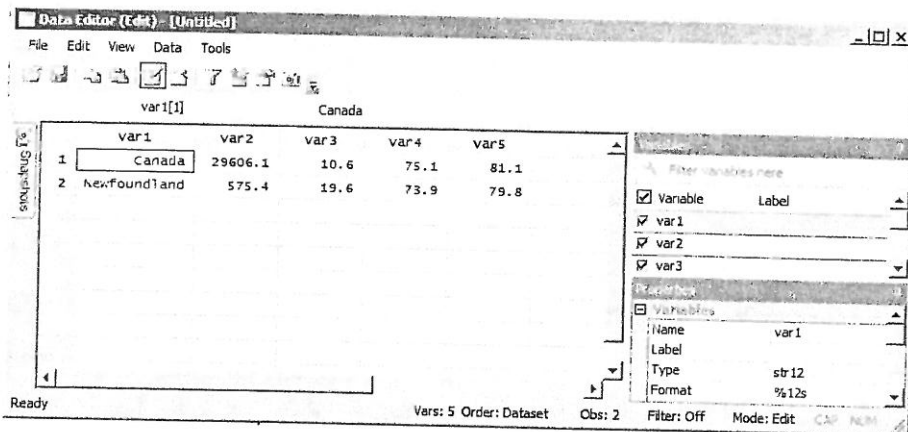 Data Editor (Edit) - [Untitled]
File Edit View Data Tools
var1[1] Canada
Snapshots
var1 var2 var3 var4 var5
1 Canada 29606.1 10.6 75.1 81.1
2 Newfoundland 575.4 19.6 73.9 79.8
Filter variables here
Variable Label
var1
var2
var3
Properties
Variables
Name var1
Label
Type str12
Format %12s
Ready Vars: 5 Order: Dataset Obs: 2 Filter: Off Mode: Edit CAP NUM